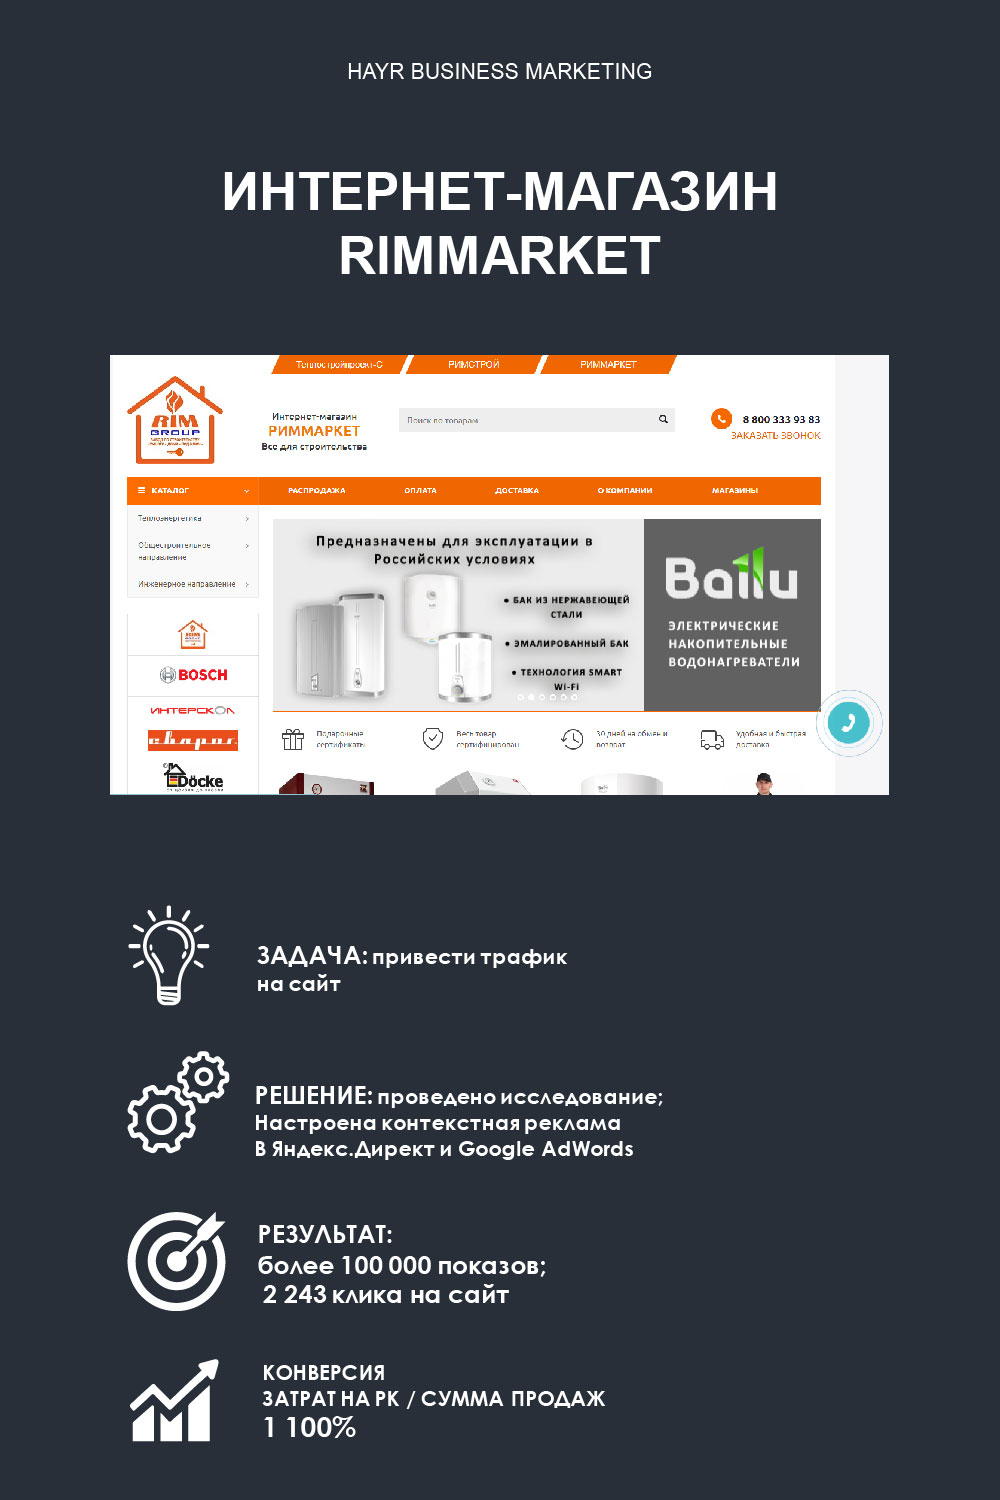 HAYR BUSINESS MARKETING
ИНТЕРНЕТ-МАГАЗИН
RIMMARKET
Теплостройпроект-С
РИМСТРОЙ
РИММАРКЕТ
RIM
GROUP
Интернет-магазин
РИММАРКЕТ
Все для строительства
Поиск по товарам
8 800 333 93 83
ЗАКАЗАТЬ ЗВОНОК
КАТАЛОГ
РАСПРОДАЖА
ОПЛАТА
ДОСТАВКА
О КОМПАНИИ
МАГАЗИНЫ
Теплоэнергетика
Общестроительное
направление
Инженерное направление
BOSCH
ИНТЕРСКОЛ
сварог
Döcke
Предназначены для эксплуатации в
Российских условиях
• БАК ИЗ НЕРЖАВЕЮЩЕЙ
СТАЛИ
• ЭМАЛИРОВАННЫЙ БАК
• ТЕХНОЛОГИЯ SMART
Wi-Fi
Ballu
ЭЛЕКТРИЧЕСКИЕ
НАКОПИТЕЛЬНЫЕ
ВОДОНАГРЕВАТЕЛИ
Подарочные
сертификаты
Весь товар
сертифицирован
30 дней на обмен и
возврат
Удобная и быстрая
доставка
ЗАДАЧА: привести трафик
на сайт
РЕШЕНИЕ: проведено исследование;
Настроена контекстная реклама
В Яндекс.Директ и Google AdWords
РЕЗУЛЬТАТ:
более 100 000 показов;
2 243 клика на сайт
КОНВЕРСИЯ
ЗАТРАТ НА РК / СУММА ПРОДАЖ
1 100%